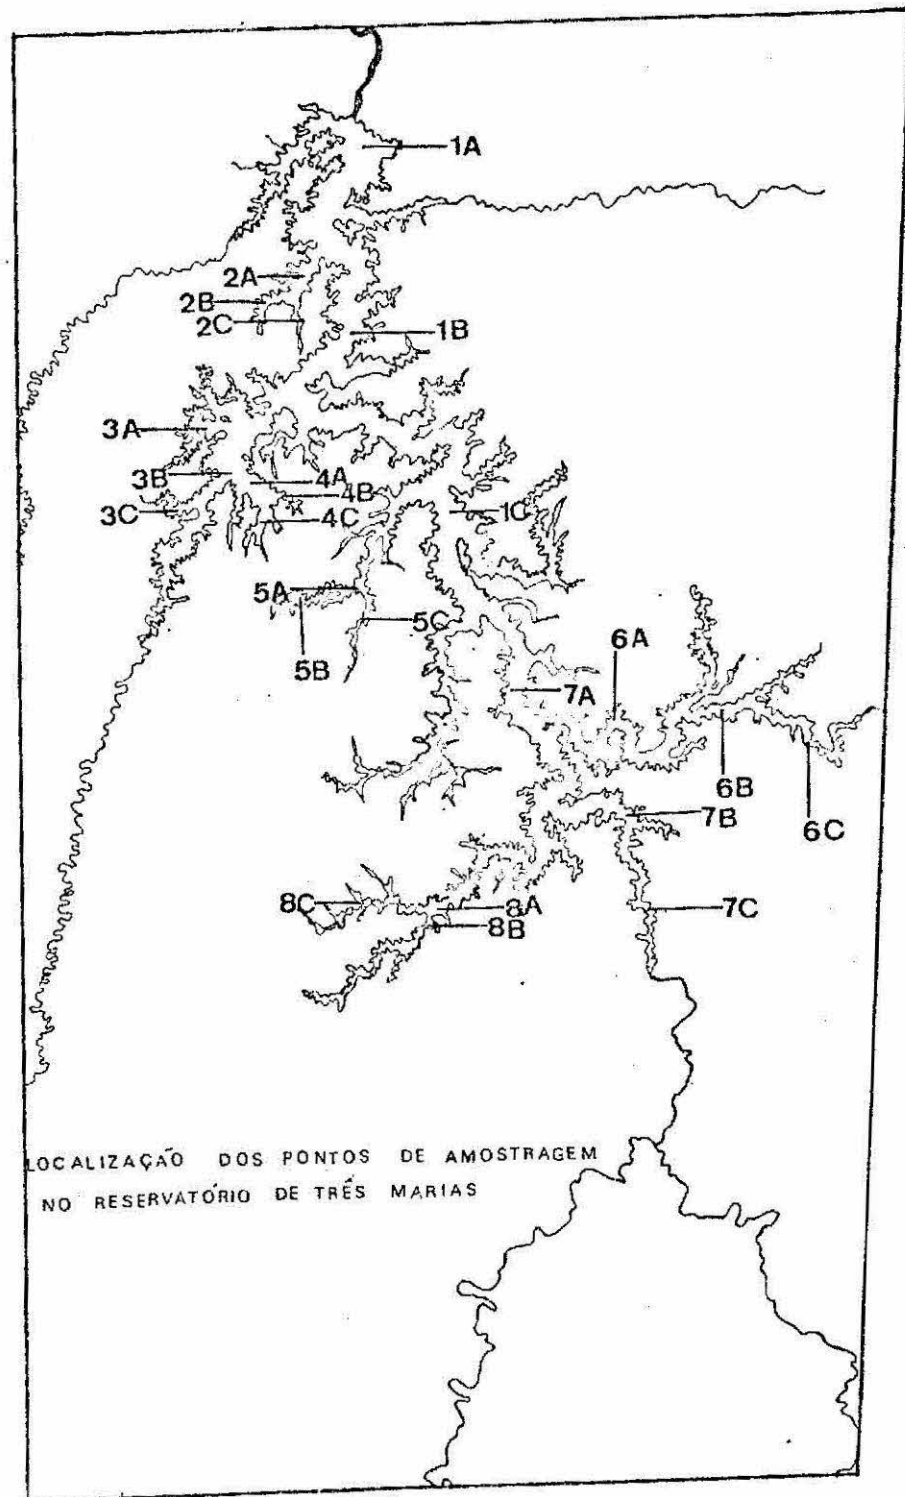 1A
2A
2B
2C
1B
3A
3B
4A
4B
3C
4C
1C
5A
5C
5B
6A
7A
6B
7B
6C
8C
8A
8B
7C
LOCALIZAÇÃO DOS PONTOS DE AMOSTRAGEM
NO RESERVATÓRIO DE TRÊS MARIAS